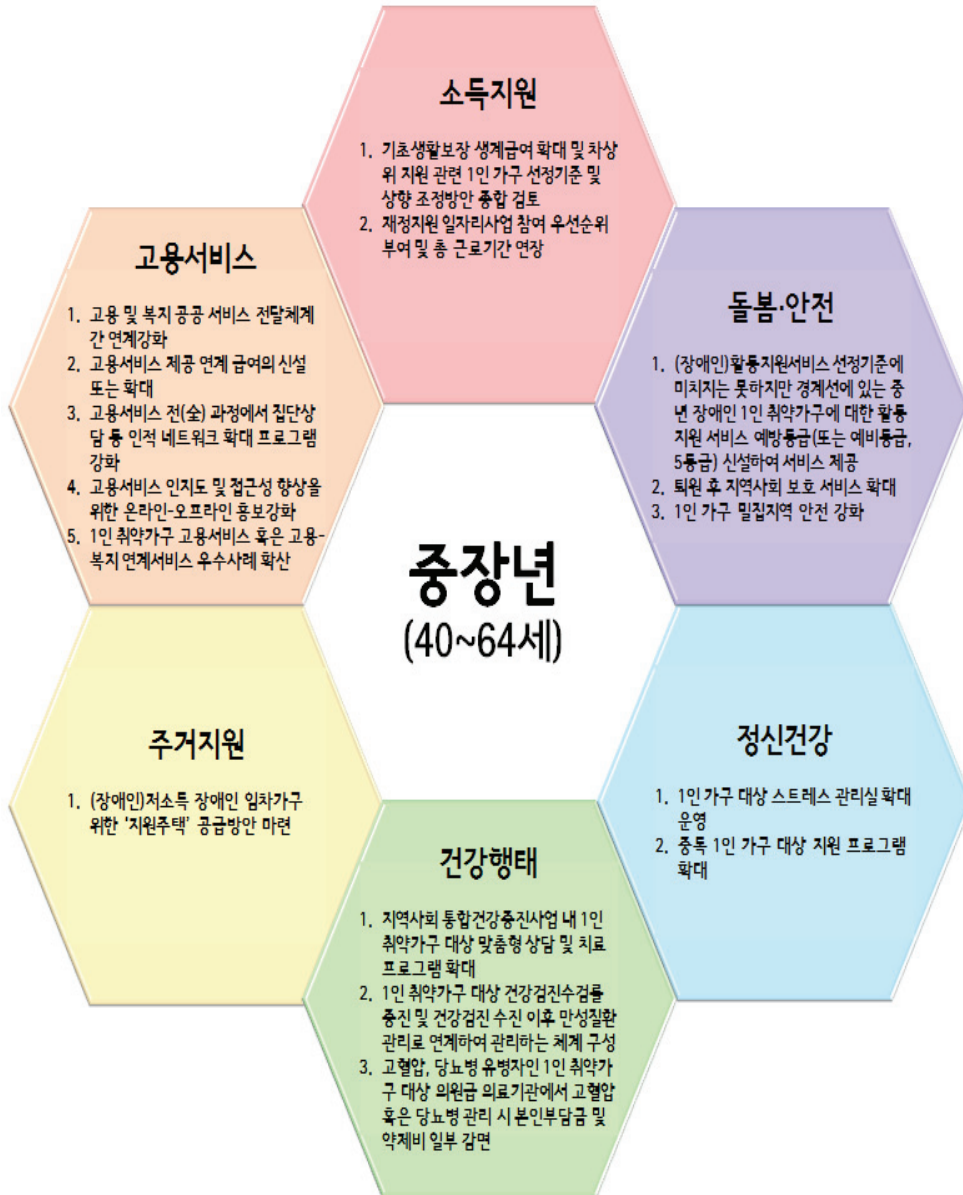 소득지원
1. 기초생활보장 생계급여 확대 및 차상
위 지원 관련 1인 가구 선정기준 및
상향 조정방안 종합 검토
2. 재정지원 일자리사업 참여 우선순위
부여 및 총 근로기간 연장
고용서비스
1. 고용 및 복지 공공 서비스 전달체계
간 연계강화
2. 고용서비스 제공 연계 급여의 신설
또는 확대
3. 고용서비스 전(全) 과정에서 집단상
담 등 인적 네트워크 확대 프로그램
강화
4. 고용서비스 인지도 및 접근성 향상을
위한 온라인-오프라인 홍보강화
5. 1인 취약가구 고용서비스 혹은 고용-
복지 연계서비스 우수사례 확산
돌봄·안전
1. (장애인)활동지원서비스 선정기준에
미치지는 못하지만 경계선에 있는 중
년 장애인 1인 취약가구에 대한 활동
지원 서비스 예방등급(또는 예비등급,
5등급) 신설하여 서비스 제공
2. 퇴원 후 지역사회 보호 서비스 확대
3. 1인 가구 밀집지역 안전 강화
중장년
(40~64세)
주거지원
1. (장애인)저소득 장애인 임차가구
위한 '지원주택' 공급방안 마련
정신건강
1. 1인 가구 대상 스트레스 관리실 확대
운영
2. 중독 1인 가구 대상 지원 프로그램
확대
건강행태
1. 지역사회 통합건강증진사업 내 1인
취약가구 대상 맞춤형 상담 및 치료
프로그램 확대
2. 1인 취약가구 대상 건강검진수검률
증진 및 건강검진 수진 이후 만성질환
관리로 연계하여 관리하는 체계 구성
3. 고혈압, 당뇨병 유병자인 1인 취약가
구 대상 의원급 의료기관에서 고혈압
혹은 당뇨병 관리 시 본인부담금 및
약제비 일부 감면